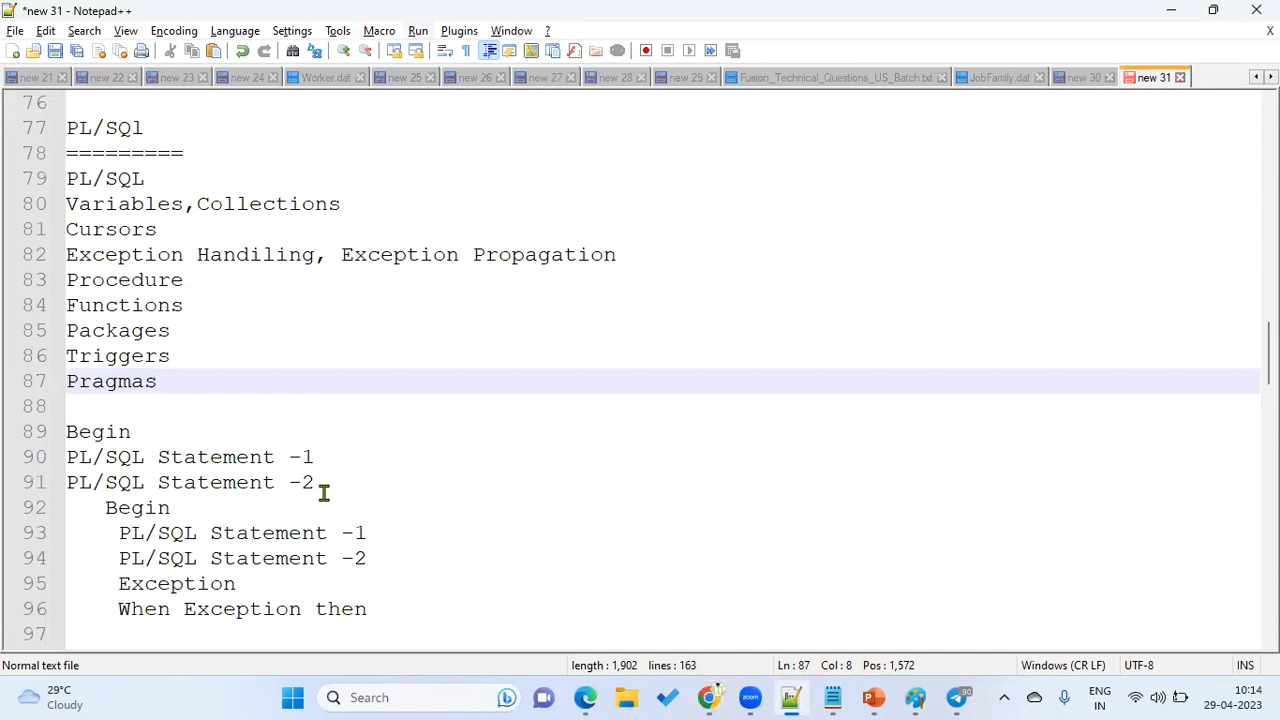 *new 31 - Notepad++
File Edit Search View Encoding Language Settings Tools Macro Run Plugins Window ? X
new 21 new 22 new 23 new 24 Worker.dat new 25 new 26 new 27 new 28 new 29 Fusion_Technical_Questions_US_Batch.txt JobFamily.dat new 30 new 31
76
77 PL/SQl
78 =========
79 PL/SQL
80 Variables,Collections
81 Cursors
82 Exception Handiling, Exception Propagation
83 Procedure
84 Functions
85 Packages
86 Triggers
87 Pragmas
88
89 Begin
90 PL/SQL Statement -1
91 PL/SQL Statement -2
92 Begin
93 PL/SQL Statement -1
94 PL/SQL Statement -2
95 Exception
96 When Exception then
97
Normal text file length : 1,902 lines : 163 Ln : 87 Col : 8 Pos : 1,572 Windows (CR LF) UTF-8 INS
29°C
Cloudy
Search
zoom
90
ENG
IN
10:14
29-04-2023